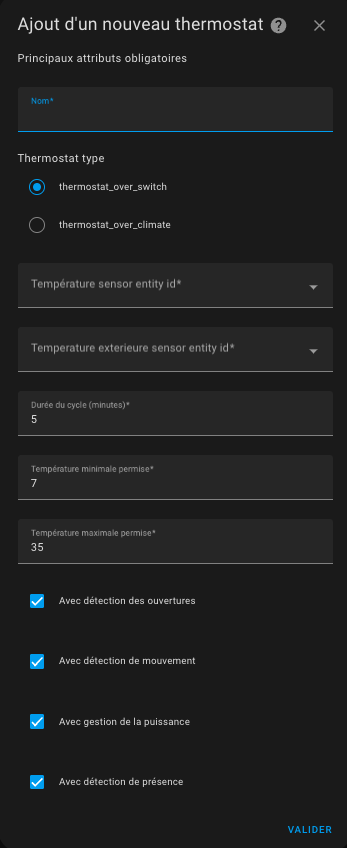 Ajout d'un nouveau thermostat
Principaux attributs obligatoires
Nom*
Thermostat type
thermostat_over_switch
thermostat_over_climate
Température sensor entity id*
Temperature exterieure sensor entity id*
Durée du cycle (minutes)*
5
Température minimale permise*
7
Température maximale permise*
35
Avec détection des ouvertures
Avec détection de mouvement
Avec gestion de la puissance
Avec détection de présence
VALIDER